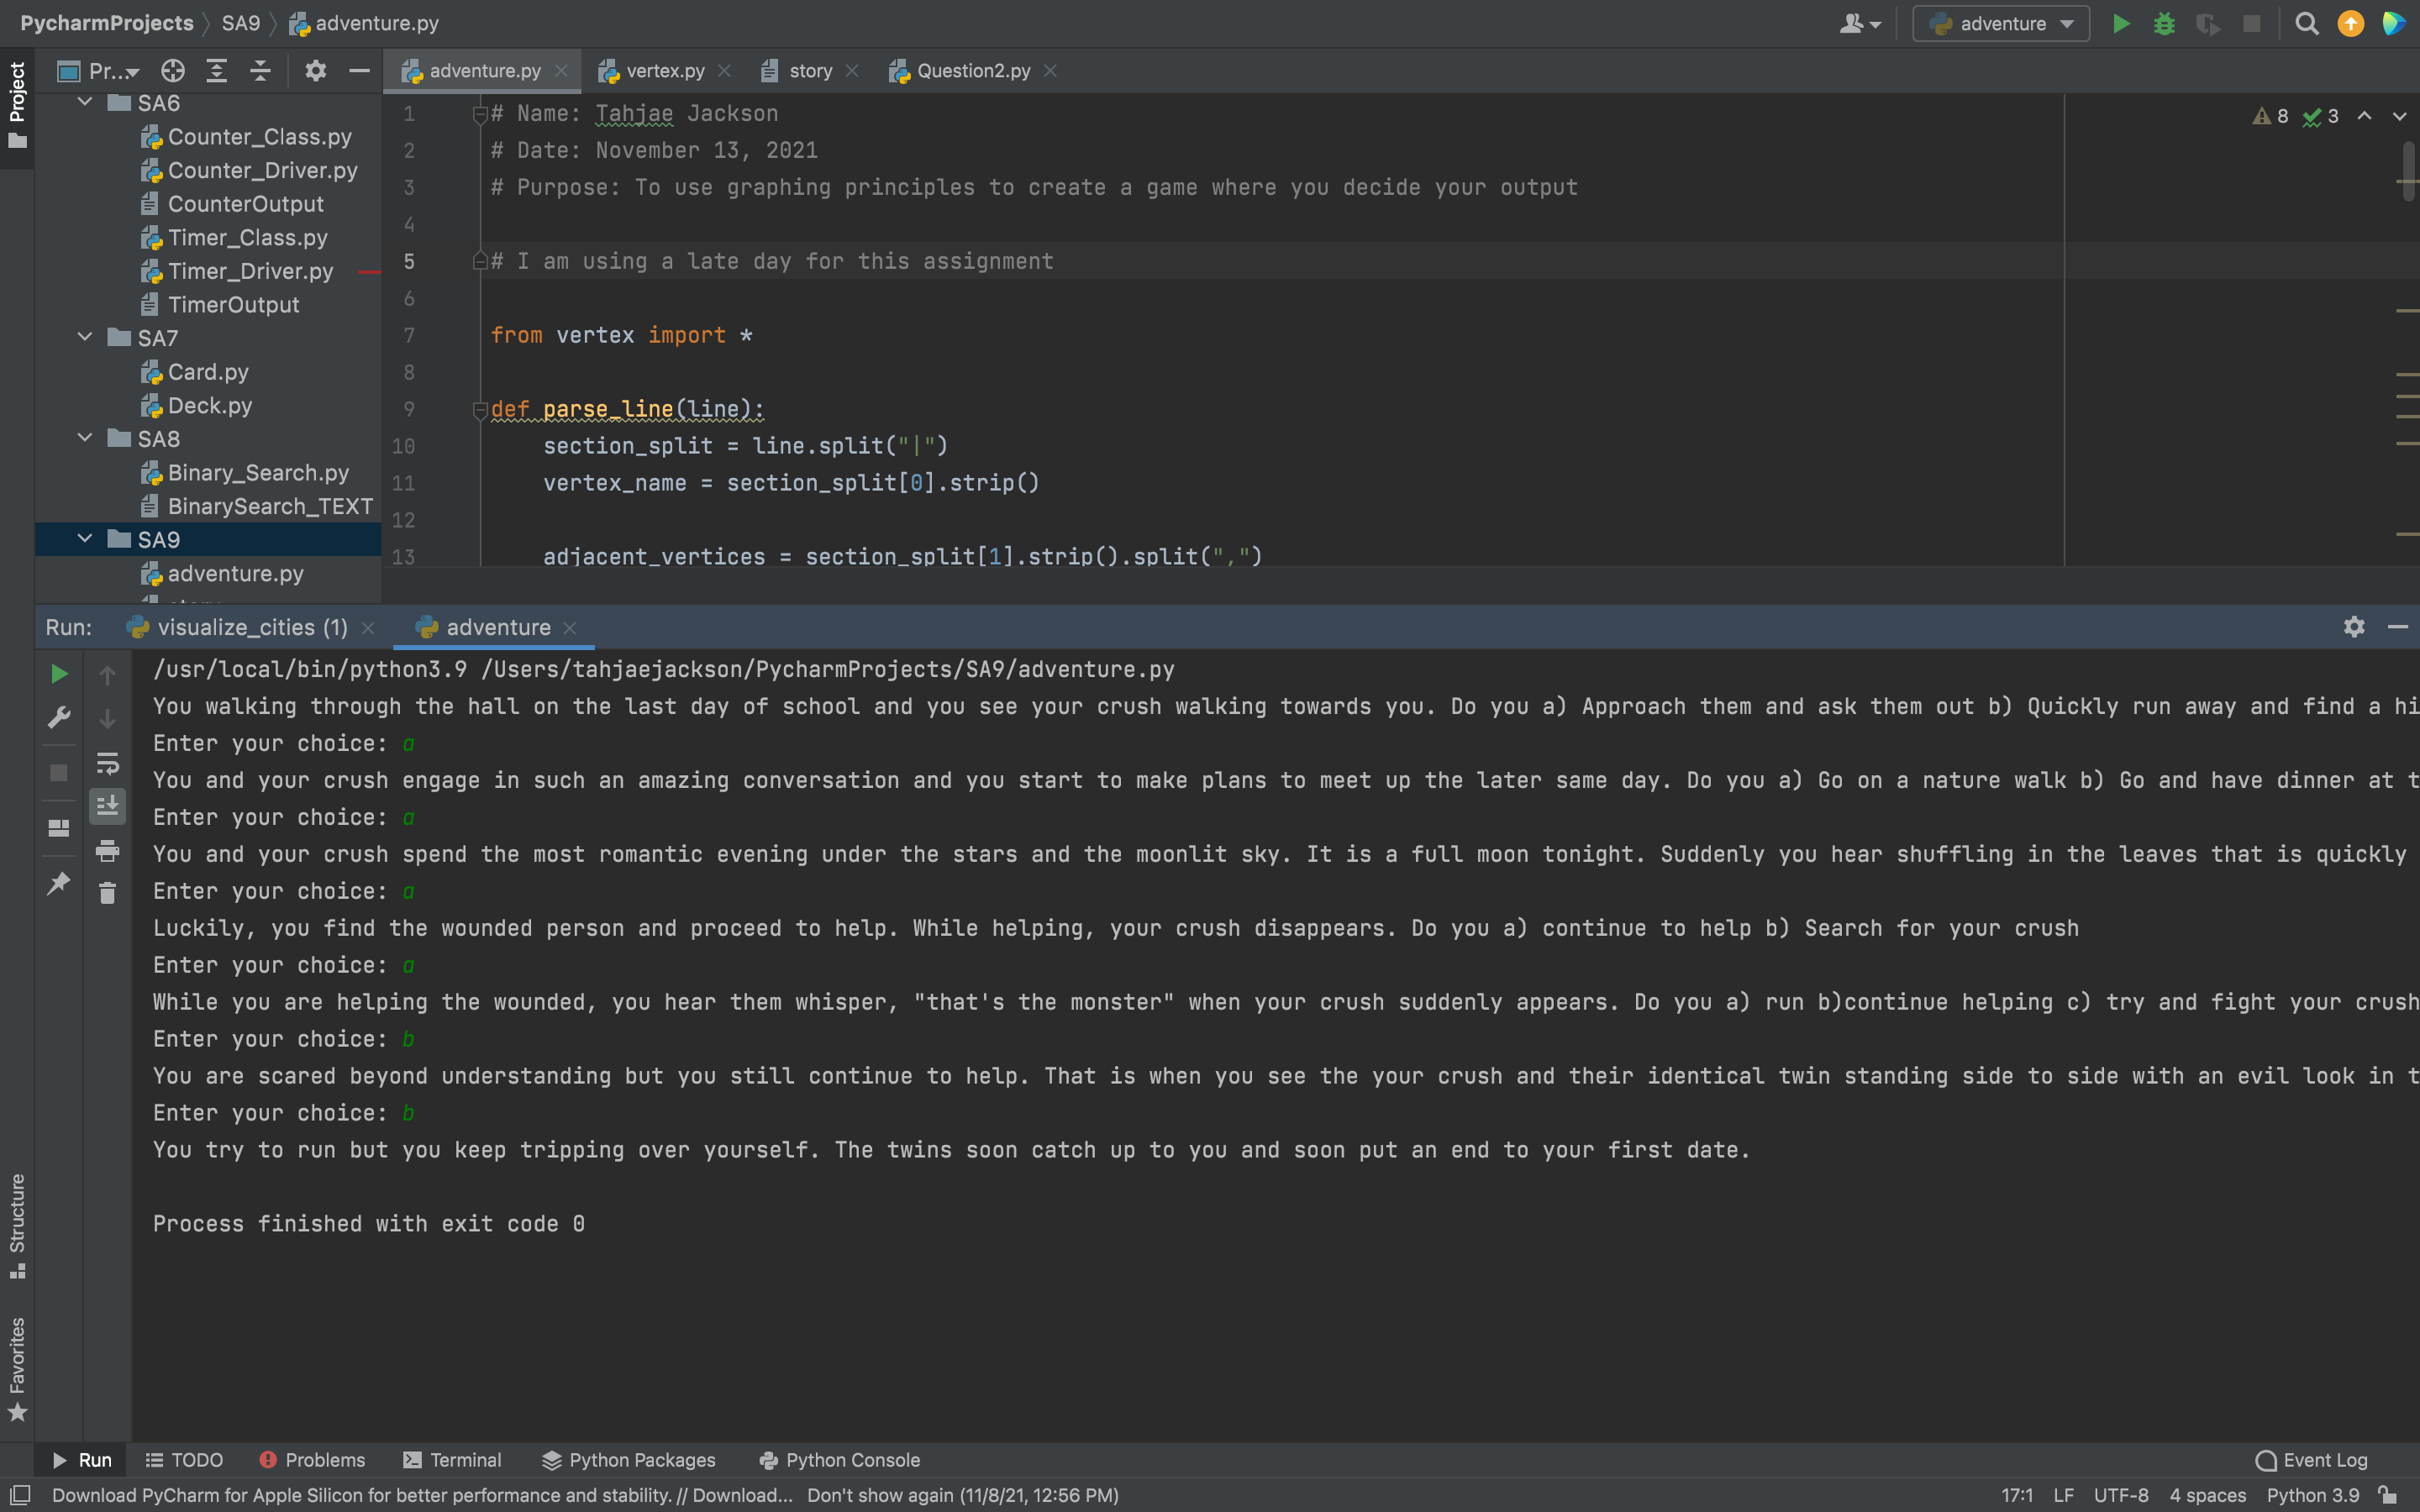 PycharmProjects SA9 adventure.py
adventure
Project
Pr...
adventure.py vertex.py story Question2.py
SA6
Counter_Class.py
Counter_Driver.py
CounterOutput
Timer_Class.py
Timer_Driver.py
TimerOutput
SA7
Card.py
Deck.py
SA8
Binary_Search.py
BinarySearch_TEXT
SA9
adventure.py
8 3
1 # Name: Tahjae Jackson
2 # Date: November 13, 2021
3 # Purpose: To use graphing principles to create a game where you decide your output
4
5 # I am using a late day for this assignment
6
7 from vertex import *
8
9 def parse_line(line):
10 section_split = line.split("|")
11 vertex_name = section_split[0].strip()
12
13 adjacent_vertices = section_split[1].strip().split(",")
Run: visualize_cities (1) adventure
/usr/local/bin/python3.9 /Users/tahjaejackson/PycharmProjects/SA9/adventure.py
You walking through the hall on the last day of school and you see your crush walking towards you. Do you a) Approach them and ask them out b) Quickly run away and find a hi
Enter your choice: a
You and your crush engage in such an amazing conversation and you start to make plans to meet up the later same day. Do you a) Go on a nature walk b) Go and have dinner at t
Enter your choice: a
You and your crush spend the most romantic evening under the stars and the moonlit sky. It is a full moon tonight. Suddenly you hear shuffling in the leaves that is quickly
Enter your choice: a
Luckily, you find the wounded person and proceed to help. While helping, your crush disappears. Do you a) continue to help b) Search for your crush
Enter your choice: a
While you are helping the wounded, you hear them whisper, "that's the monster" when your crush suddenly appears. Do you a) run b)continue helping c) try and fight your crush
Enter your choice: b
You are scared beyond understanding but you still continue to help. That is when you see the your crush and their identical twin standing side to side with an evil look in t
Enter your choice: b
You try to run but you keep tripping over yourself. The twins soon catch up to you and soon put an end to your first date.
Process finished with exit code 0
Structure
Favorites
Run TODO Problems Terminal Python Packages Python Console Event Log
Download PyCharm for Apple Silicon for better performance and stability. // Download... Don't show again (11/8/21, 12:56 PM) 17:1 LF UTF-8 4 spaces Python 3.9